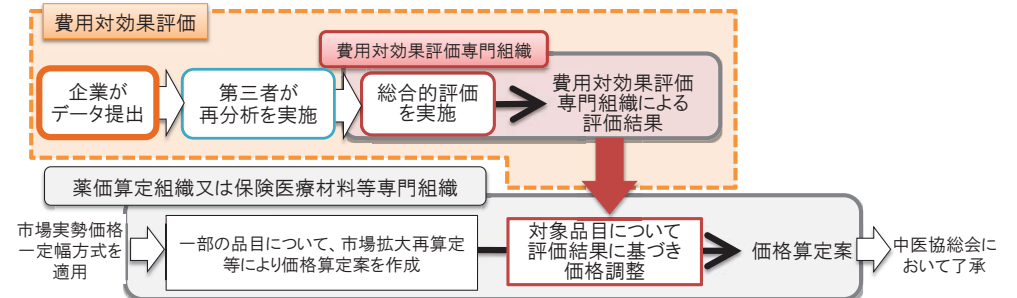 費用対効果評価
費用対効果評価専門組織
企業が
データ提出
第三者が
再分析を実施
総合的評価
を実施
費用対効果評価
専門組織による
評価結果
薬価算定組織又は保険医療材料等専門組織
市場実勢価格
一定幅方式を
適用
一部の品目について、市場拡大再算定
等により価格算定案を作成
対象品目について
評価結果に基づき
価格調整
価格算定案
中医協総会に
おいて了承